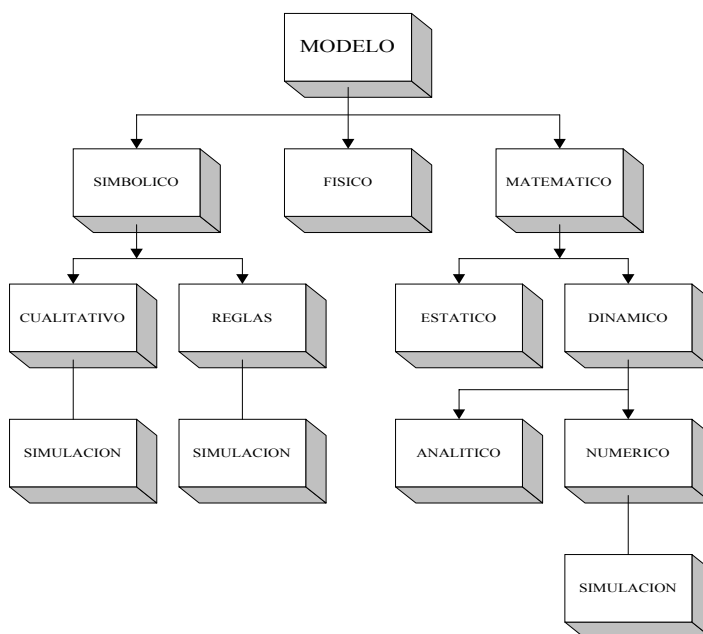 MODELO
SIMBOLICO
FISICO
MATEMATICO
CUALITATIVO
REGLAS
ESTATICO
DINAMICO
SIMULACION
SIMULACION
ANALITICO
NUMERICO
SIMULACION